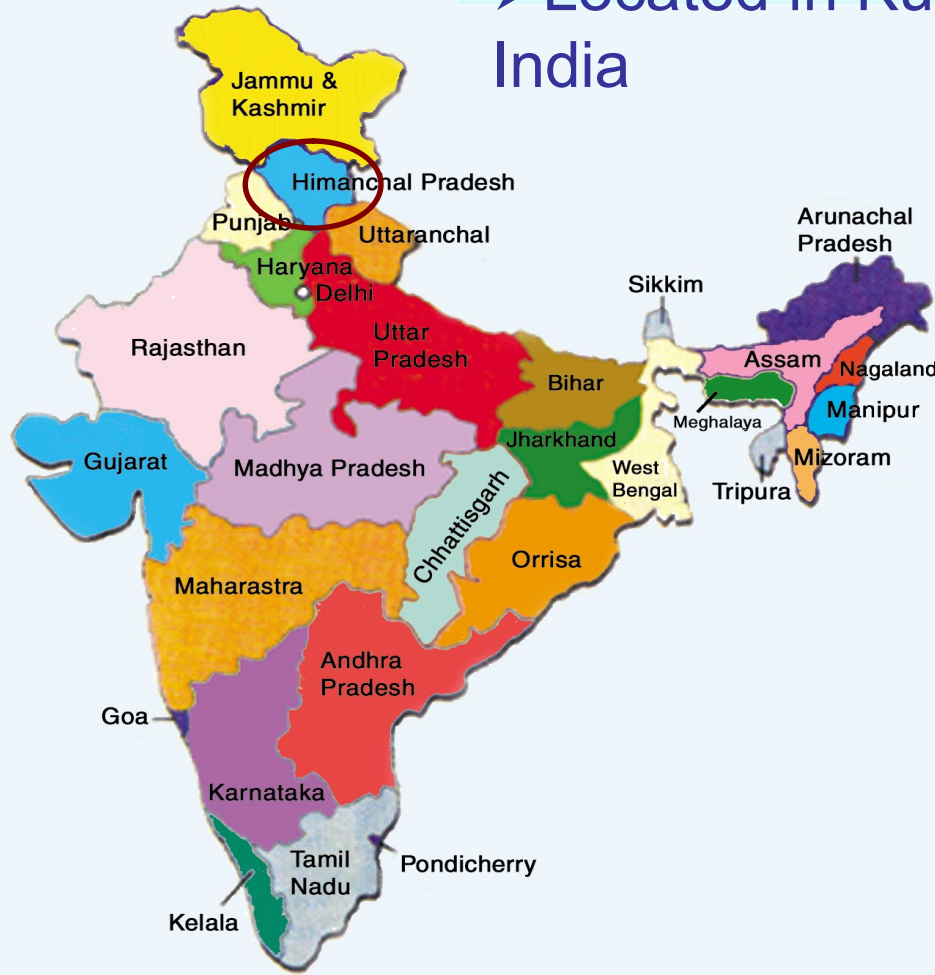 Located in
India
Jammu &
Kashmir
Himanchal Pradesh
Punjab
Uttaranchal
Arunachal
Pradesh
Haryana
Delhi
Sikkim
Rajasthan
Uttar
Pradesh
Bihar
Assam
Nagaland
Meghalaya
Manipur
Jharkhand
Gujarat
Madhya Pradesh
West
Bengal
Mizoram
Tripura
Chhattisgarh
Orrisa
Maharastra
Andhra
Pradesh
Goa
Karnataka
Tamil
Nadu
Pondicherry
Kelala